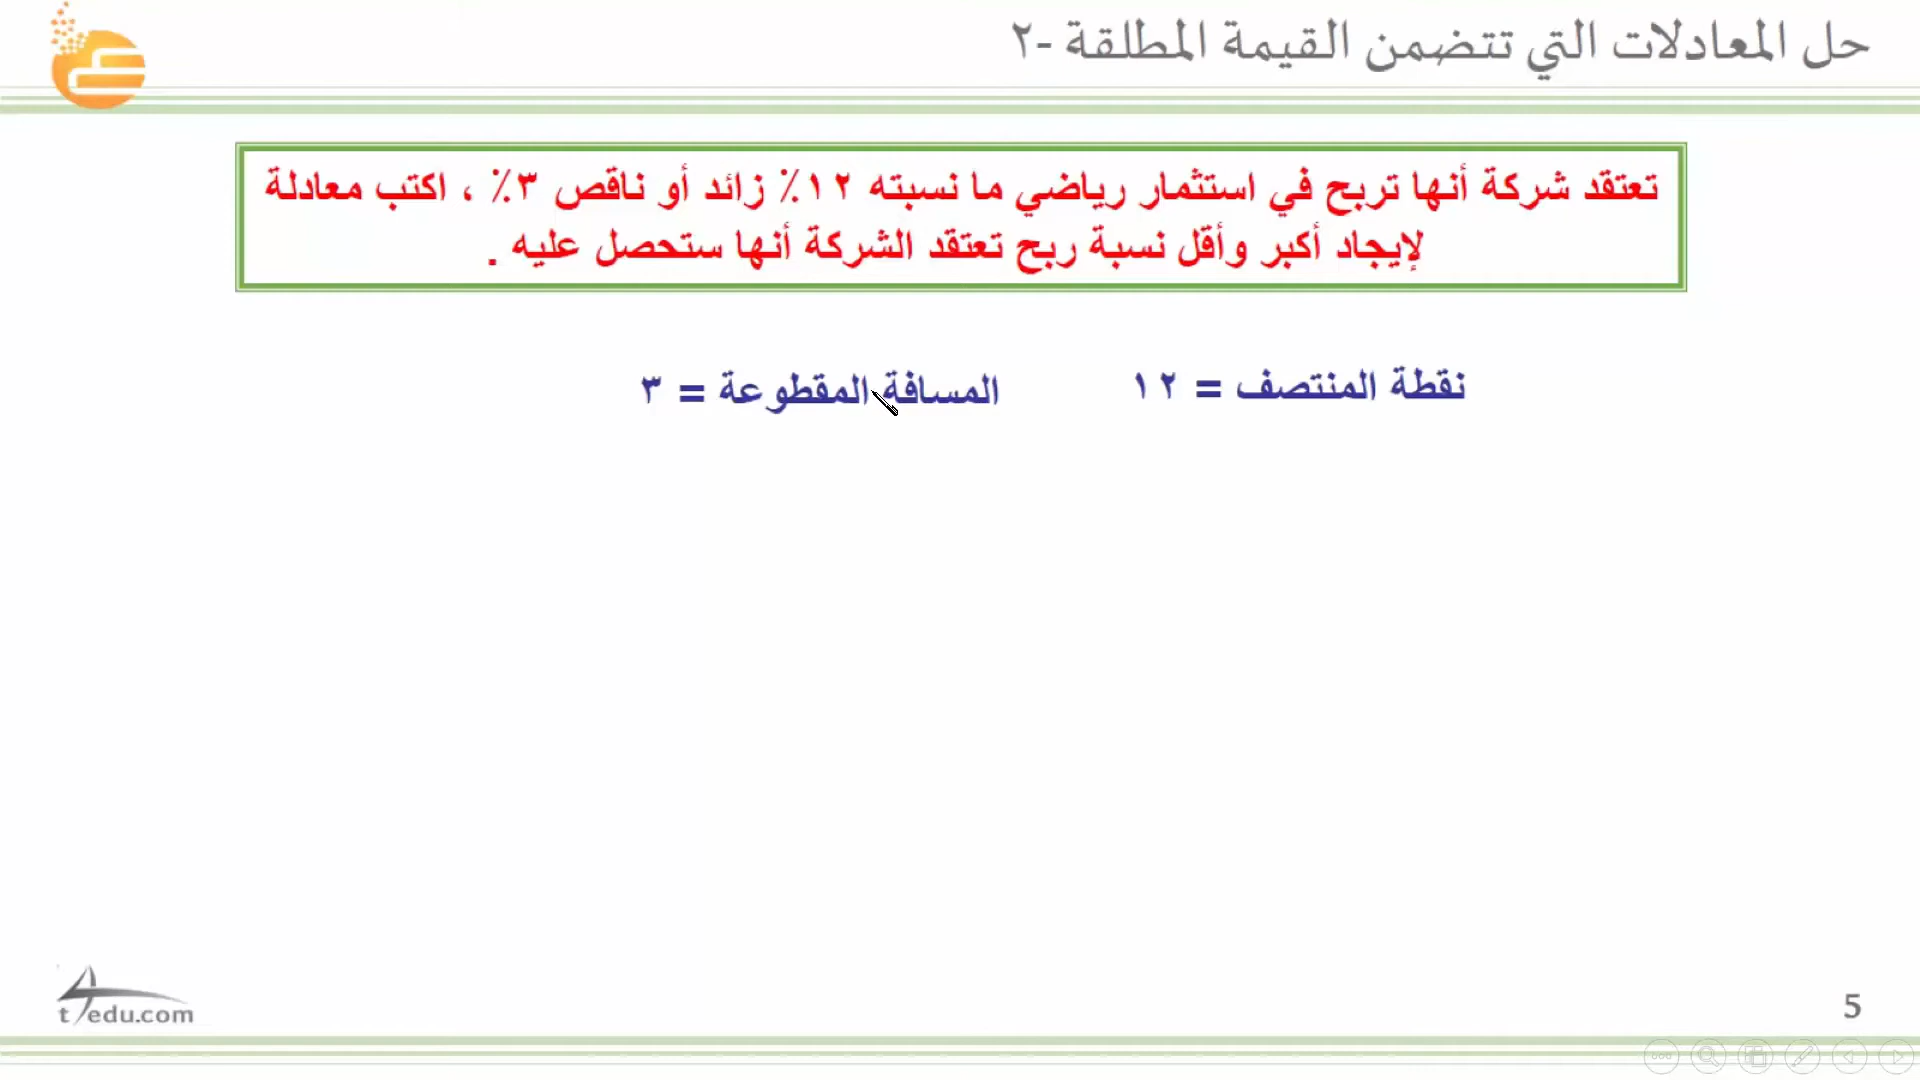 حل المعادلات التي تتضمن القيمة المطلقة -٢
تعتقد شركة أنها تربح في استثمار رياضي ما نسبته ١٢٪ زائد أو ناقص ٣٪ ، اكتب معادلة
لإيجاد أكبر وأقل نسبة ربح تعتقد الشركة أنها ستحصل عليه .
نقطة المنتصف = ١٢
المسافة المقطوعة = ٣
t4edu.com
5